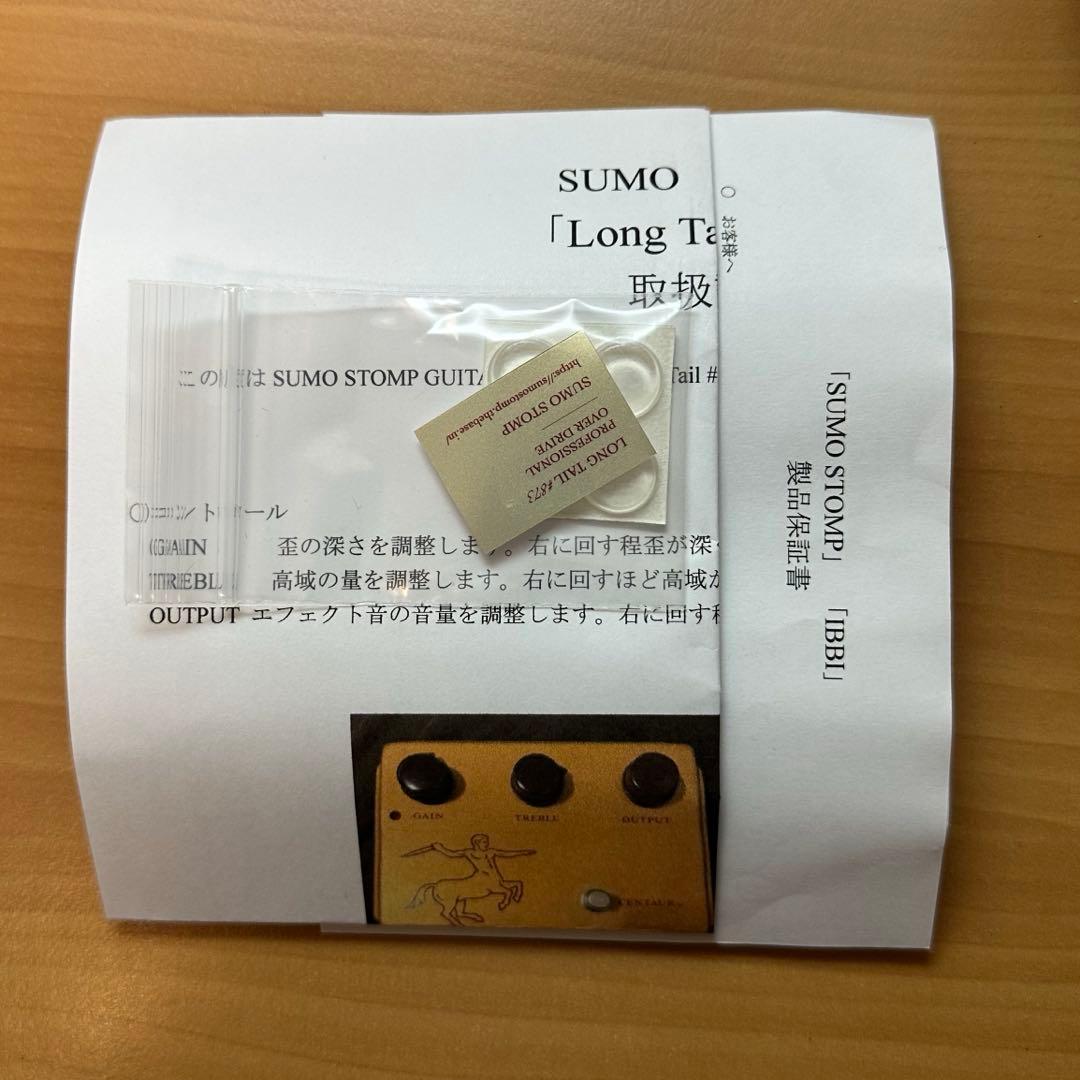 SUMO
「Long Ta
取扱
この は SUMO STOMP GUITA
Tail #
トロール
GAIN 歪の深さを調整します。右に回す程歪が深
TREBL 高域の量を調整します。右に回すほど高域が
OUTPUT エフェクト音の音量を調整します。右に回す程
LONG TAIL #873
PROFESSIONAL
OVER DRIVE
SUMO STOMP
https://sumostomp.thebase.in/
GAIN
TREBLE
OUTPUT
CENTAUR
○ お客様へ
「SUMO STOMP」 「IBBI」
製品保証書